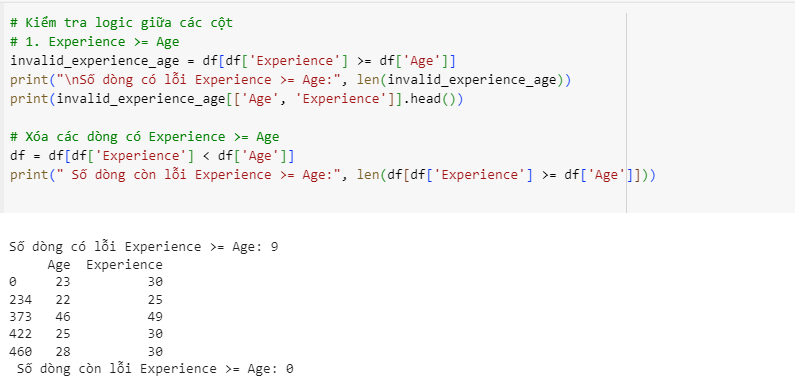 # Kiểm tra logic giữa các cột
# 1. Experience >= Age
invalid_experience_age = df[df['Experience'] >= df['Age']]
print("\nSố dòng có lỗi Experience >= Age:", len(invalid_experience_age))
print(invalid_experience_age[['Age', 'Experience']].head())
# Xóa các dòng có Experience >= Age
df = df[df['Experience'] < df['Age']]
print(" Số dòng còn lỗi Experience >= Age:", len(df[df['Experience'] >= df['Age']]))
Số dòng có lỗi Experience >= Age: 9
Age Experience
0 23 30
234 22 25
373 46 49
422 25 30
460 28 30
Số dòng còn lỗi Experience >= Age: 0